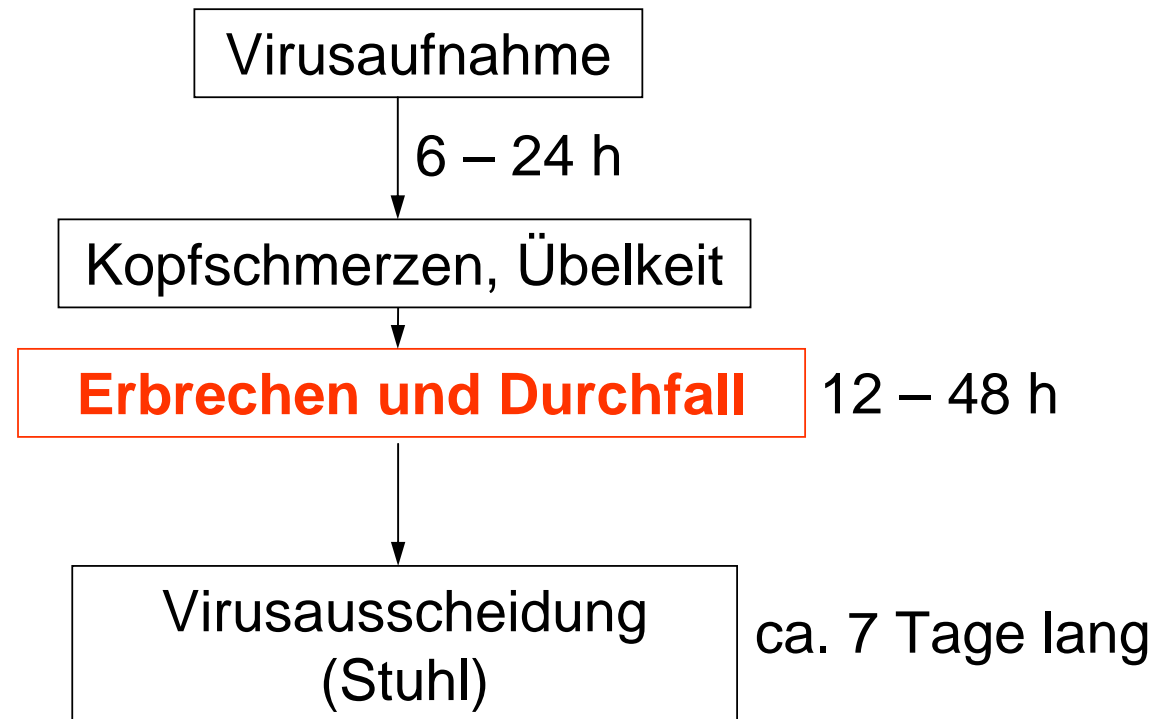 Virusaufnahme
6 – 24 h
Kopfschmerzen, Übelkeit
Erbrechen und Durchfall
12 – 48 h
Virusausscheidung
(Stuhl)
ca. 7 Tage lang